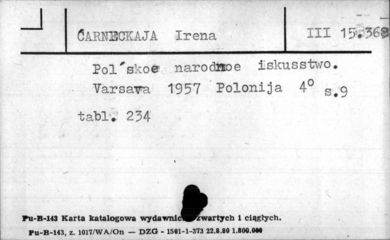 ČARNECKAJA Irena III 15.368
Pol´skoe narodnoe iskusstvo.
Varsava 1957 Polonija 4° s.9
tabl. 234
Pu-B-143 Karta katalogowa wydawnictw zwartych i ciągłych.
Pu-B-143, z. 1017/WA/On — DZG - 1501-1-373 22.8.80 1.800.000